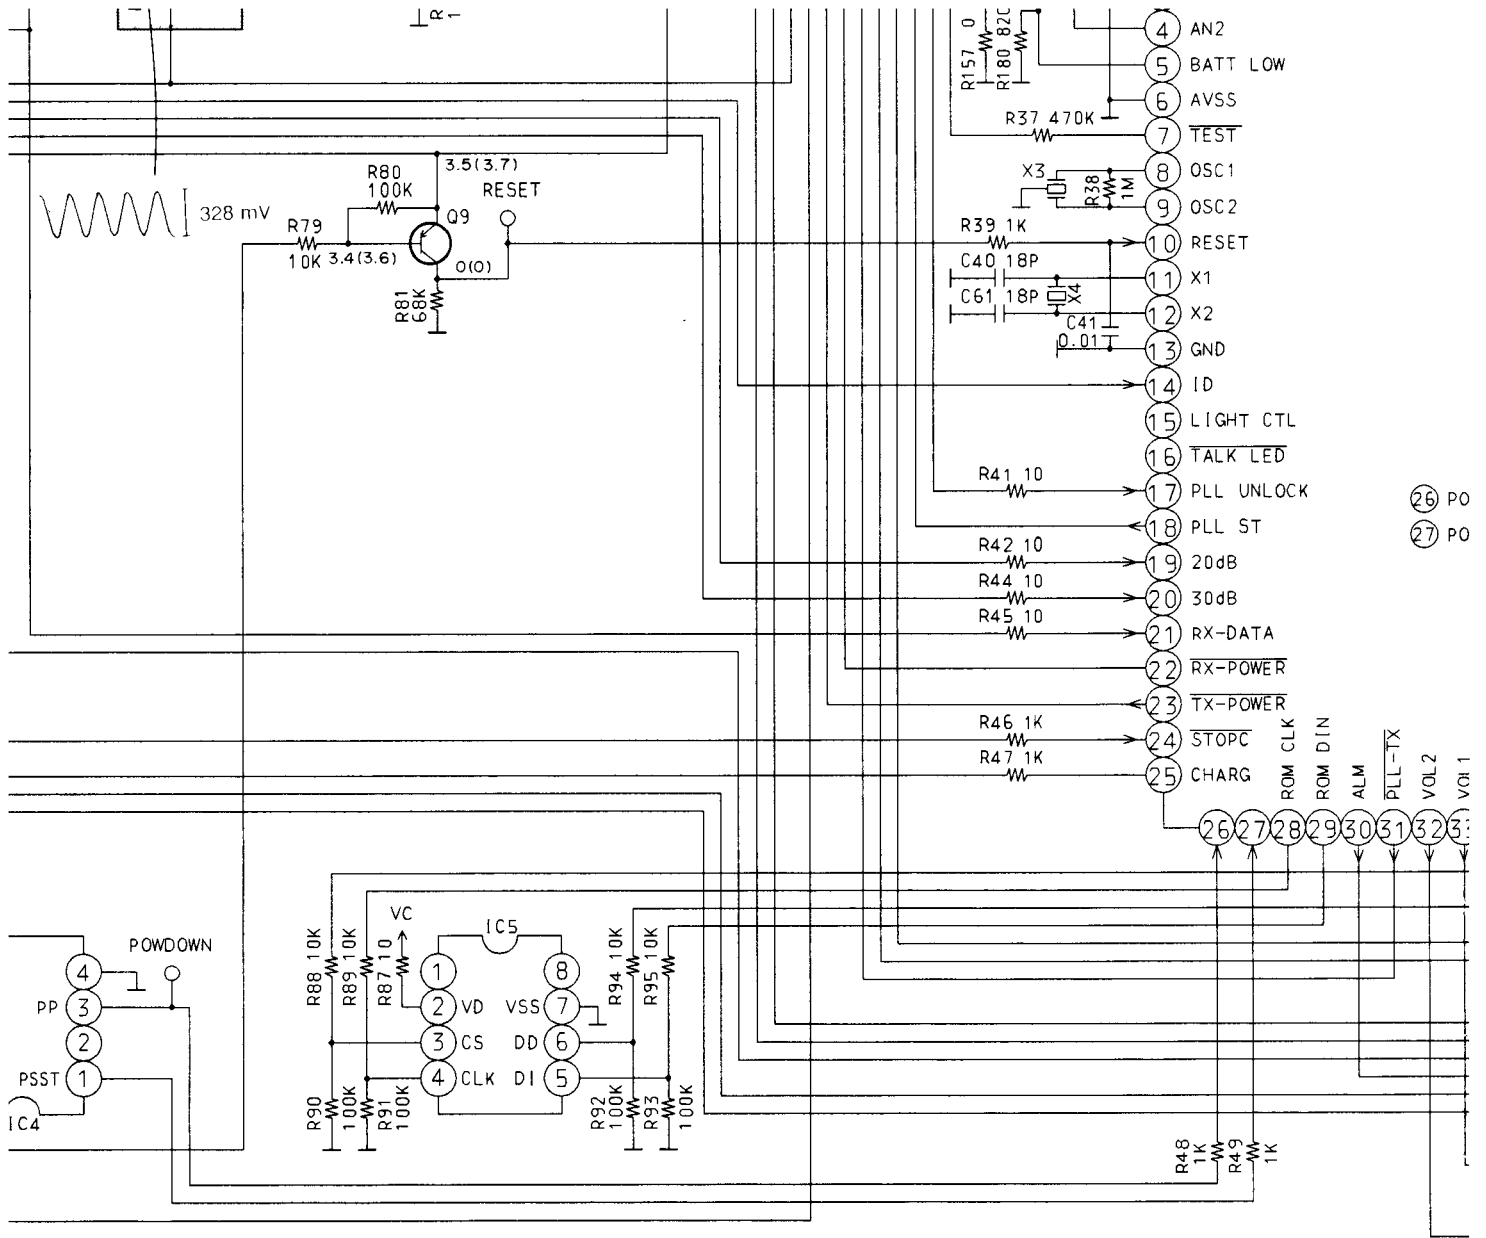 R
1
R157 0
R180 820
4 AN2
5 BATT LOW
6 AVSS
R37 470K
7 TEST
X3
R38
1M
8 OSC1
9 OSC2
R39 1K
10 RESET
C40 18P
11 X1
C61 18P
X4
12 X2
C41
0.01
13 GND
14 ID
15 LIGHT CTL
16 TALK LED
R41 10
17 PLL UNLOCK
18 PLL ST
R42 10
19 20dB
R44 10
20 30dB
R45 10
21 RX-DATA
22 RX-POWER
23 TX-POWER
R46 1K
24 STOPC
R47 1K
25 CHARG
26 PO
27 PO
328 mV
R80
100K
3.5(3.7)
RESET
Q9
R79
10K
3.4(3.6)
0(0)
R81
68K
ROM CLK
ROM DIN
ALM
PLL-TX
VOL2
VOL1
26 27 28 29 30 31 32 33
POWDOWN
4
PP 3
2
PSST 1
IC4
VC
R88 10K
R89 10K
R87 10
IC5
1
2 VD
3 CS
4 CLK
8
VSS 7
DD 6
DI 5
R94 10K
R95 10K
R90
100K
R91
100K
R92
100K
R93
100K
R48
1K
R49
1K